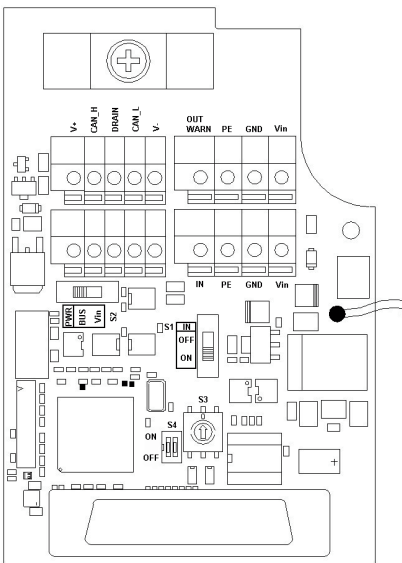 V+ CAN_H DRAIN CAN_L V-
OUT
WARN PE GND Vin
IN PE GND Vin
PWR
BUS Vin
S2
S1 IN
OFF
ON
S3
S4
ON
OFF
+